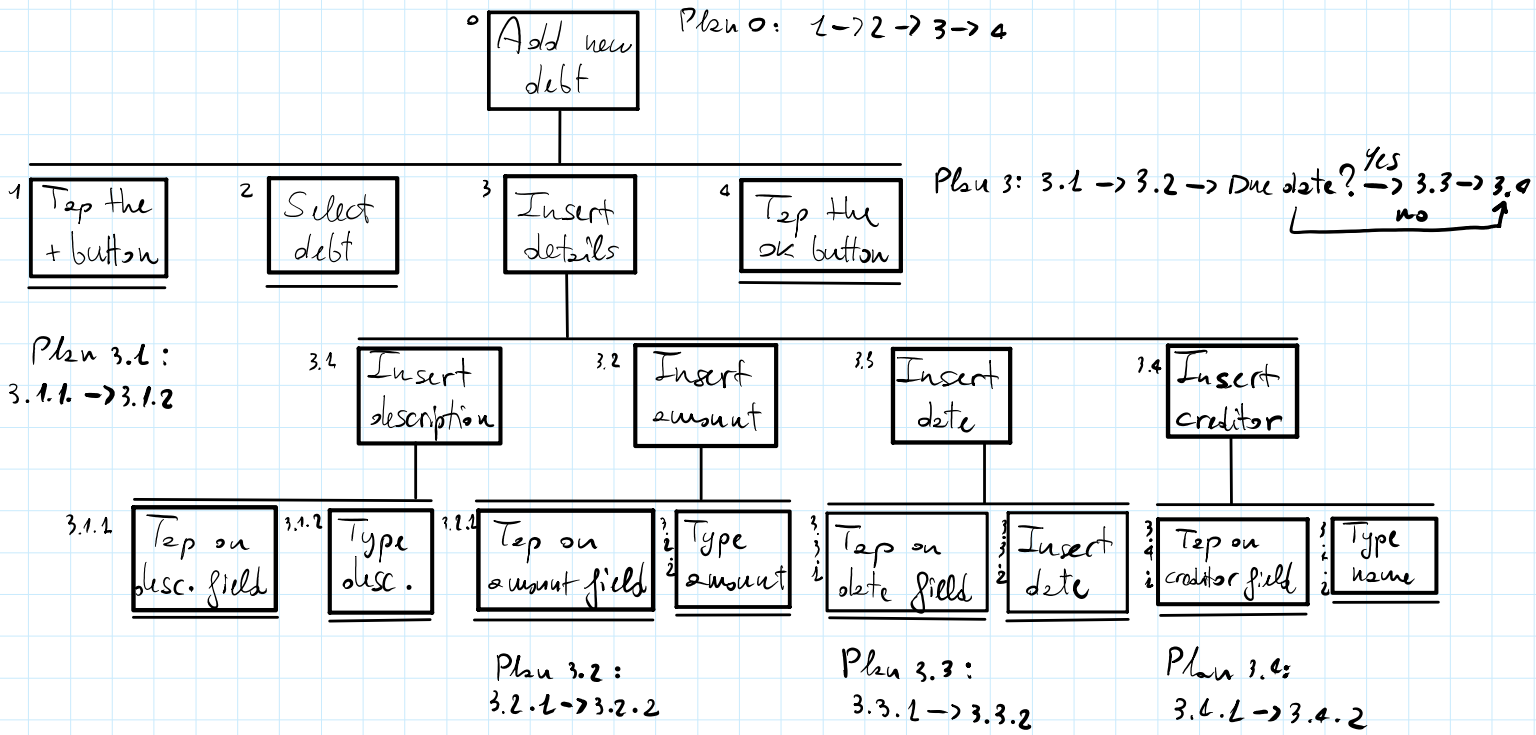 0
Add new
debt
Plan 0: 1 -> 2 -> 3 -> 4
1
Tap the
+ button
2
Select
debt
3
Insert
details
4
Tap the
OK button
Plan 3: 3.1 -> 3.2 -> Due date? -> 3.3 -> 3.4
Yes
no
Plan 3.1:
3.1.1. -> 3.1.2
3.1
Insert
description
3.2
Insert
amount
3.3
Insert
date
3.4
Insert
creditor
3.1.1
Tap on
desc. field
3.1.2
Type
desc.
3.2.1
Tap on
amount field
3.2.2
Type
amount
3.3.1
Tap on
date field
3.3.2
Insert
date
3.4.1
Tap on
creditor field
Type
name
Plan 3.2:
3.2.1 -> 3.2.2
Plan 3.3:
3.3.1 -> 3.3.2
Plan 3.4:
3.4.1 -> 3.4.2